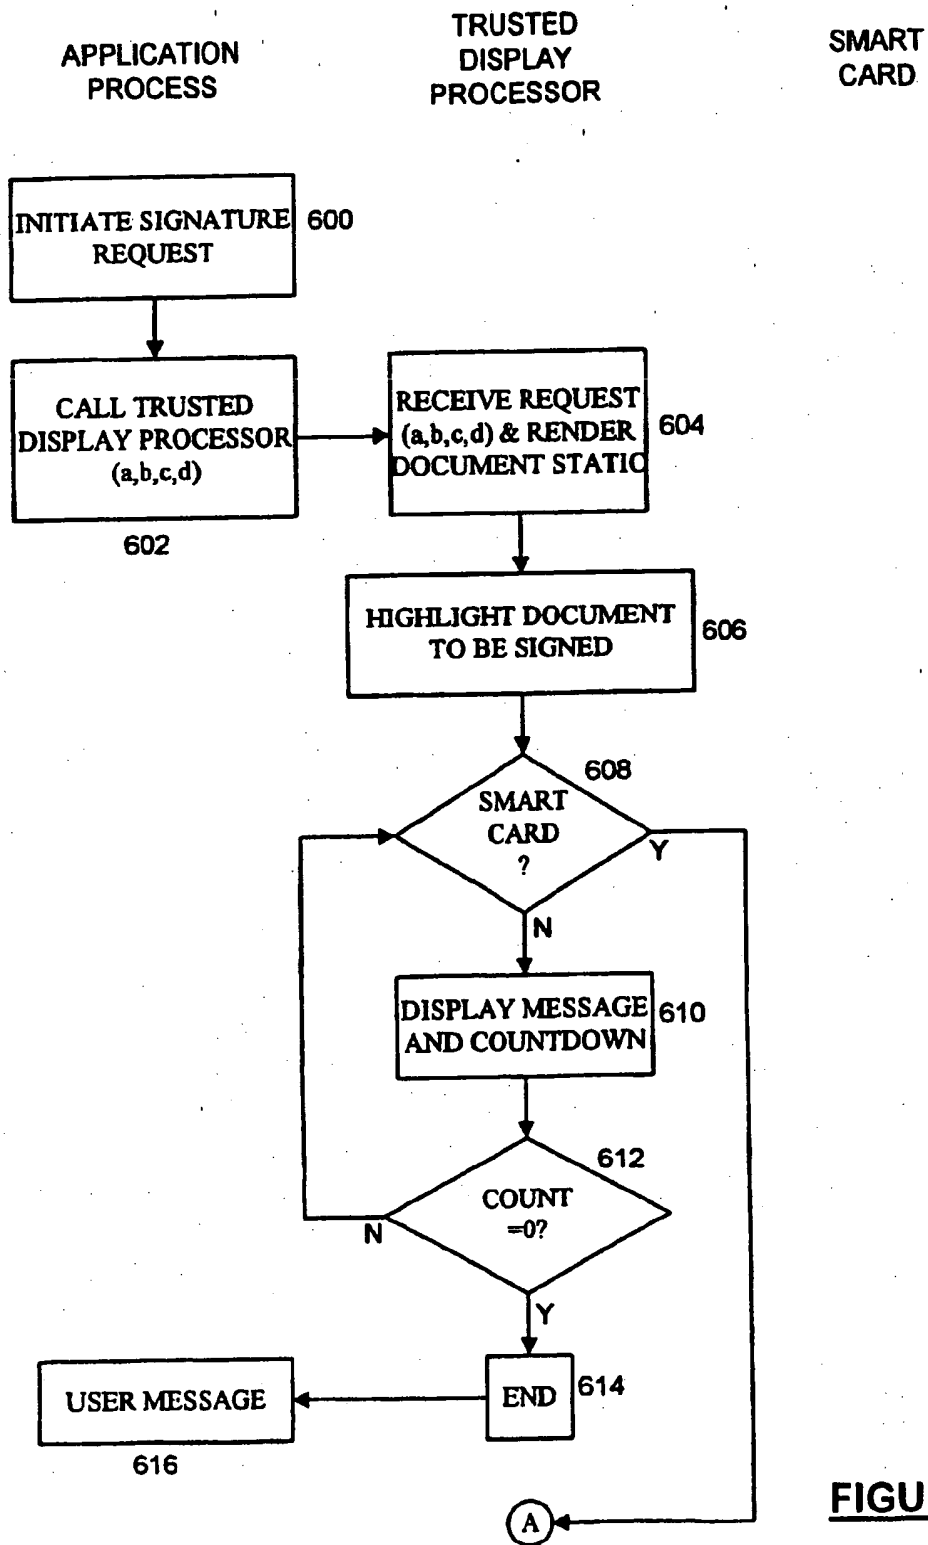 APPLICATION
PROCESS
TRUSTED
DISPLAY
PROCESSOR
SMART
CARD
INITIATE SIGNATURE
REQUEST
600
CALL TRUSTED
DISPLAY PROCESSOR
(a,b,c,d)
602
RECEIVE REQUEST
(a,b,c,d) & RENDER
DOCUMENT STATIC
604
HIGHLIGHT DOCUMENT
TO BE SIGNED
606
608
SMART
CARD
?
Y
N
DISPLAY MESSAGE
AND COUNTDOWN
610
612
COUNT
=0?
N
Y
END
614
USER MESSAGE
616
A
FIGU